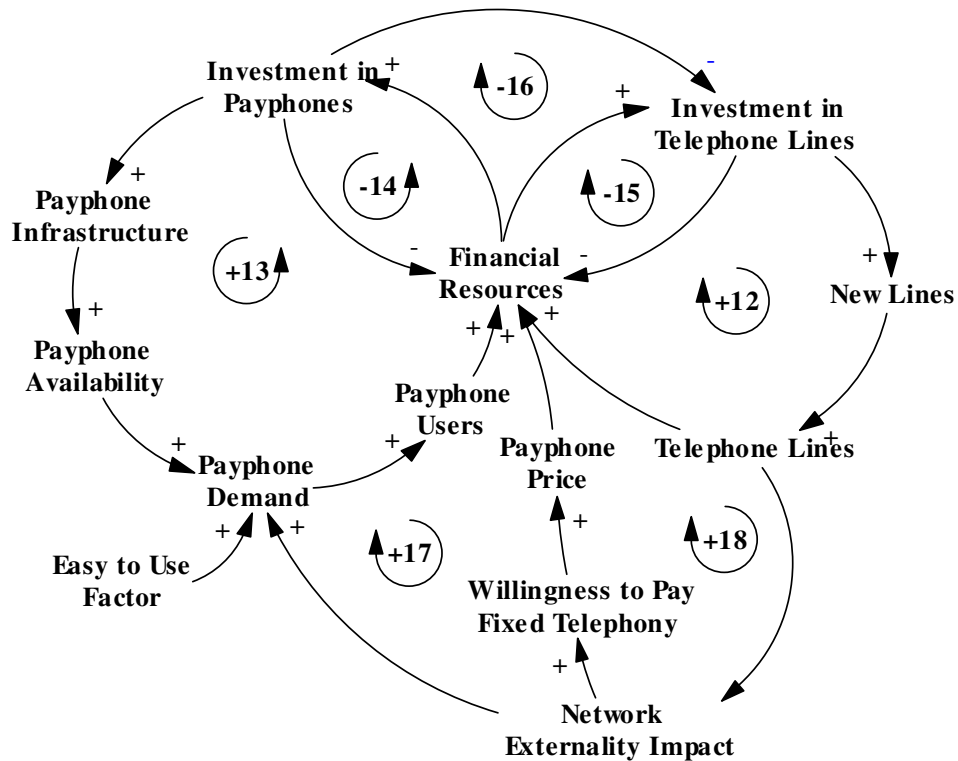 Investment in
Payphones
+
-
-16
+
Investment in
Telephone Lines
-14
-15
+
Payphone
Infrastructure
+13
-
Financial
Resources
-
+12
+
New Lines
+
Payphone
Availability
+
+
+
Payphone
Users
+
Payphone
Price
Telephone Lines
+
+
Payphone
Demand
+
+
+17
+
+18
Easy to Use
Factor
Willingness to Pay
Fixed Telephony
+
Network
Externality Impact